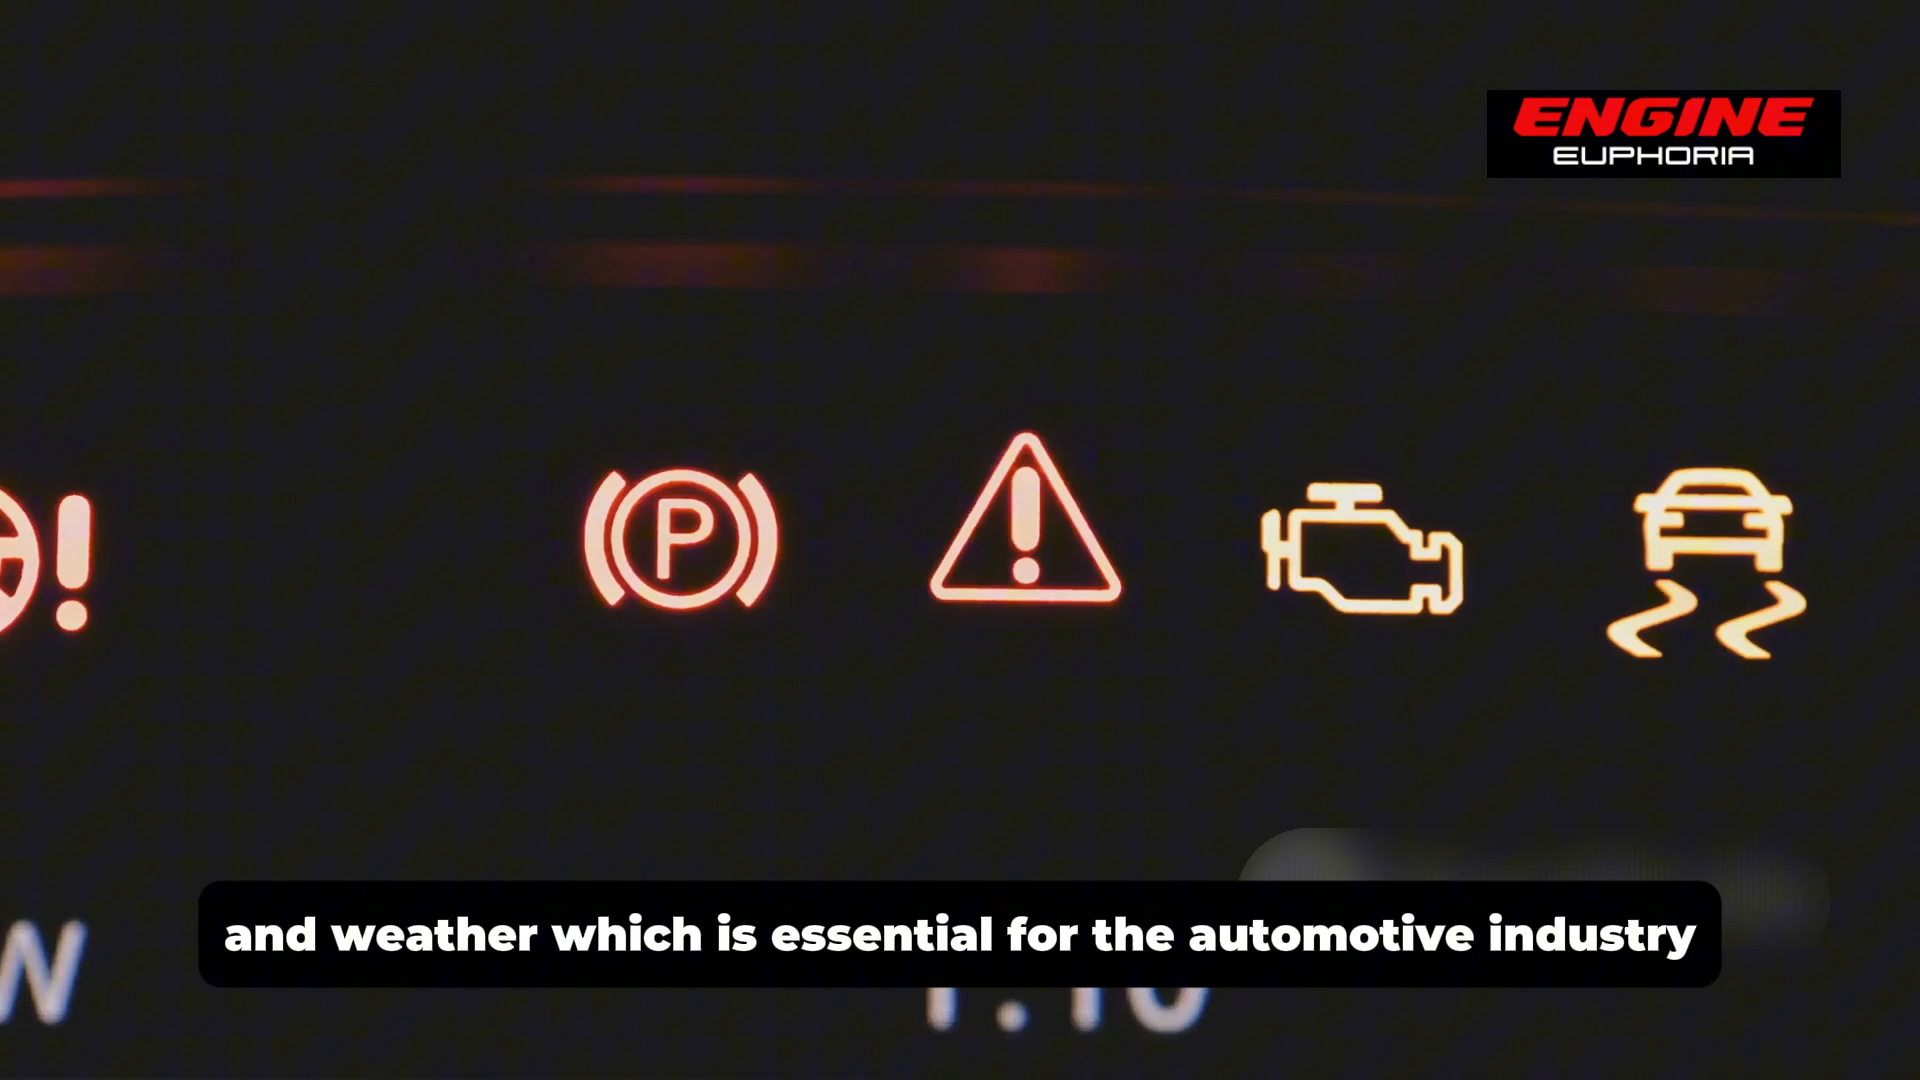 ENGINE
EUPHORIA
P
and weather which is essential for the automotive industry
W